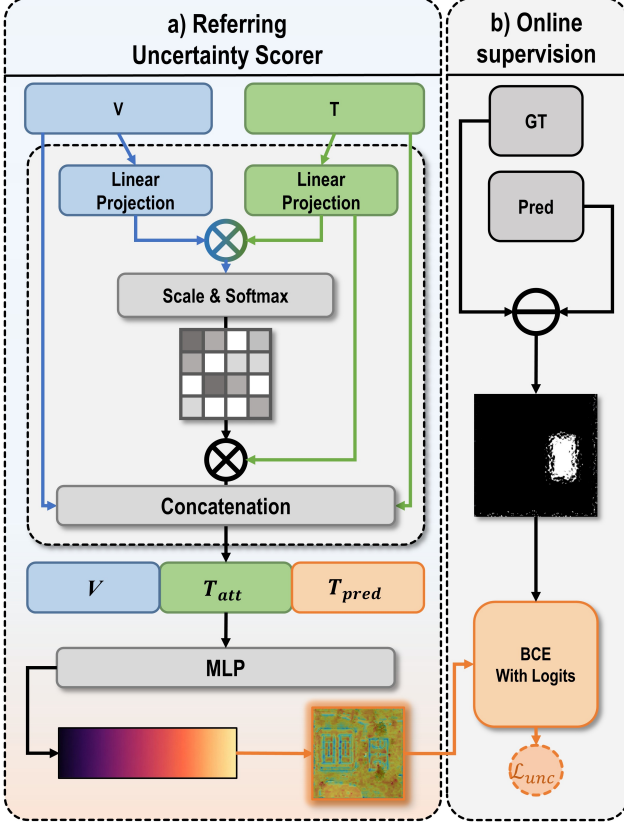 a) Referring
Uncertainty Scorer
b) Online
supervision
V
T
GT
Linear
Projection
Linear
Projection
Pred
Scale & Softmax
Concatenation
V
T_att
T_pred
MLP
BCE
With Logits
ℒ_unc